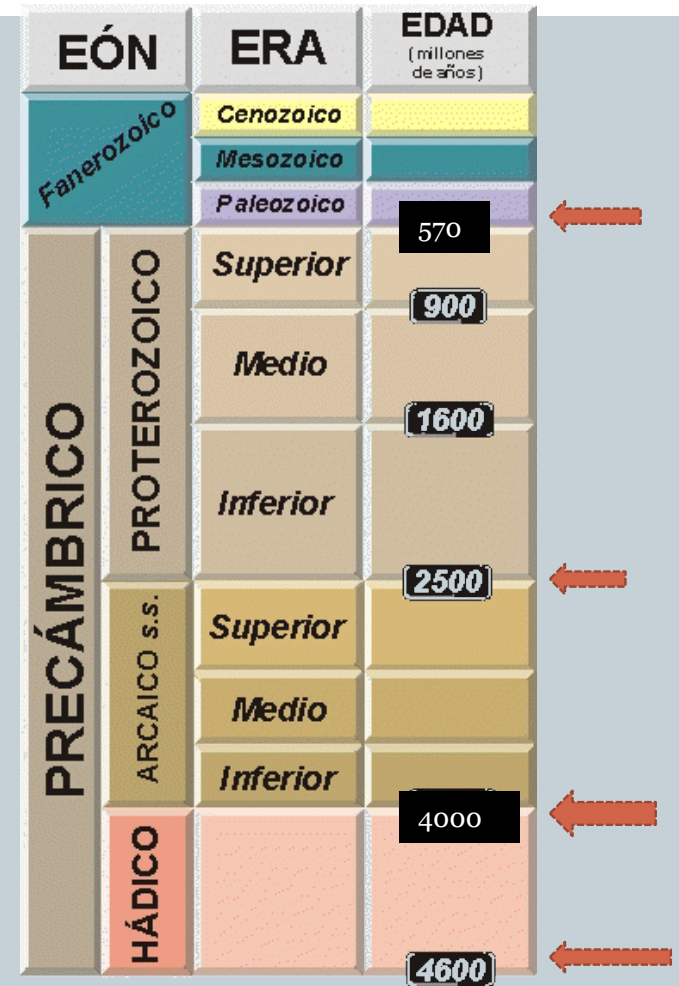 EÓN
ERA
EDAD
(millones
de años)
Fanerozoico
Cenozoico
Mesozoico
Paleozoico
570
PRECÁMBRICO
PROTEROZOICO
Superior
900
Medio
1600
Inferior
2500
ARCAICO s.s.
Superior
Medio
Inferior
4000
HÁDICO
4600